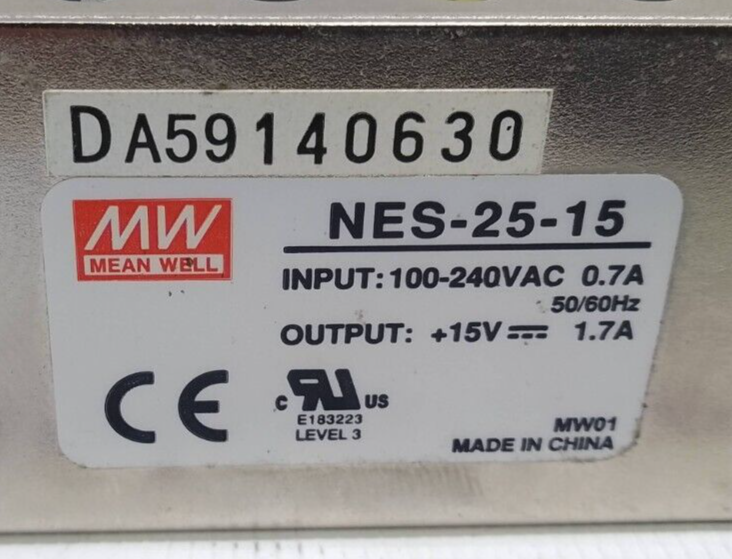 DA59140630
MW
MEAN WELL
NES-25-15
INPUT: 100-240VAC 0.7A
50/60Hz
OUTPUT: +15V⎓ 1.7A
CE
c RU US
E183223
LEVEL 3
MW01
MADE IN CHINA